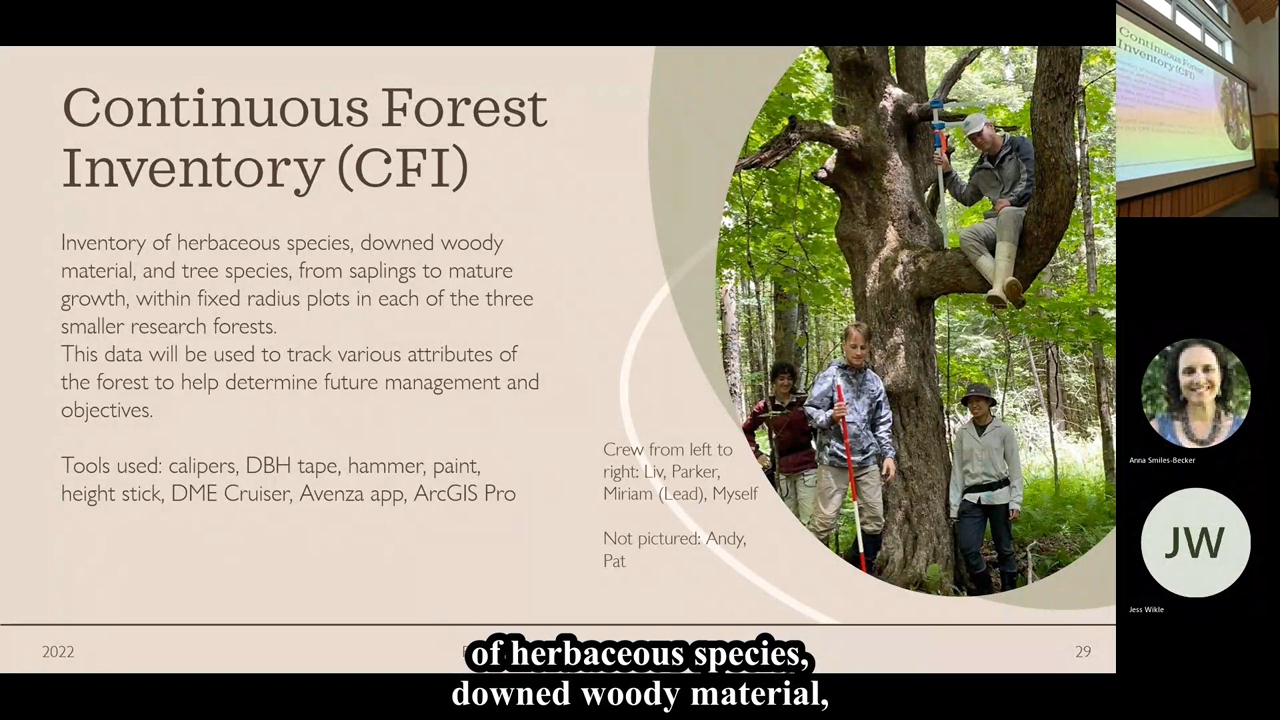 Continuous Forest
Inventory (CFI)
Inventory of herbaceous species, downed woody
material, and tree species, from saplings to mature
growth, within fixed radius plots in each of the three
smaller research forests.
This data will be used to track various attributes of
the forest to help determine future management and
objectives.
Tools used: calipers, DBH tape, hammer, paint,
height stick, DME Cruiser, Avenza app, ArcGIS Pro
Crew from left to
right: Liv, Parker,
Miriam (Lead), Myself
Not pictured: Andy,
Pat
2022
29
of herbaceous species,
downed woody material,
Continuous Forest
Inventory (CFI)
Anna Smiles-Becker
JW
Jess Wikle